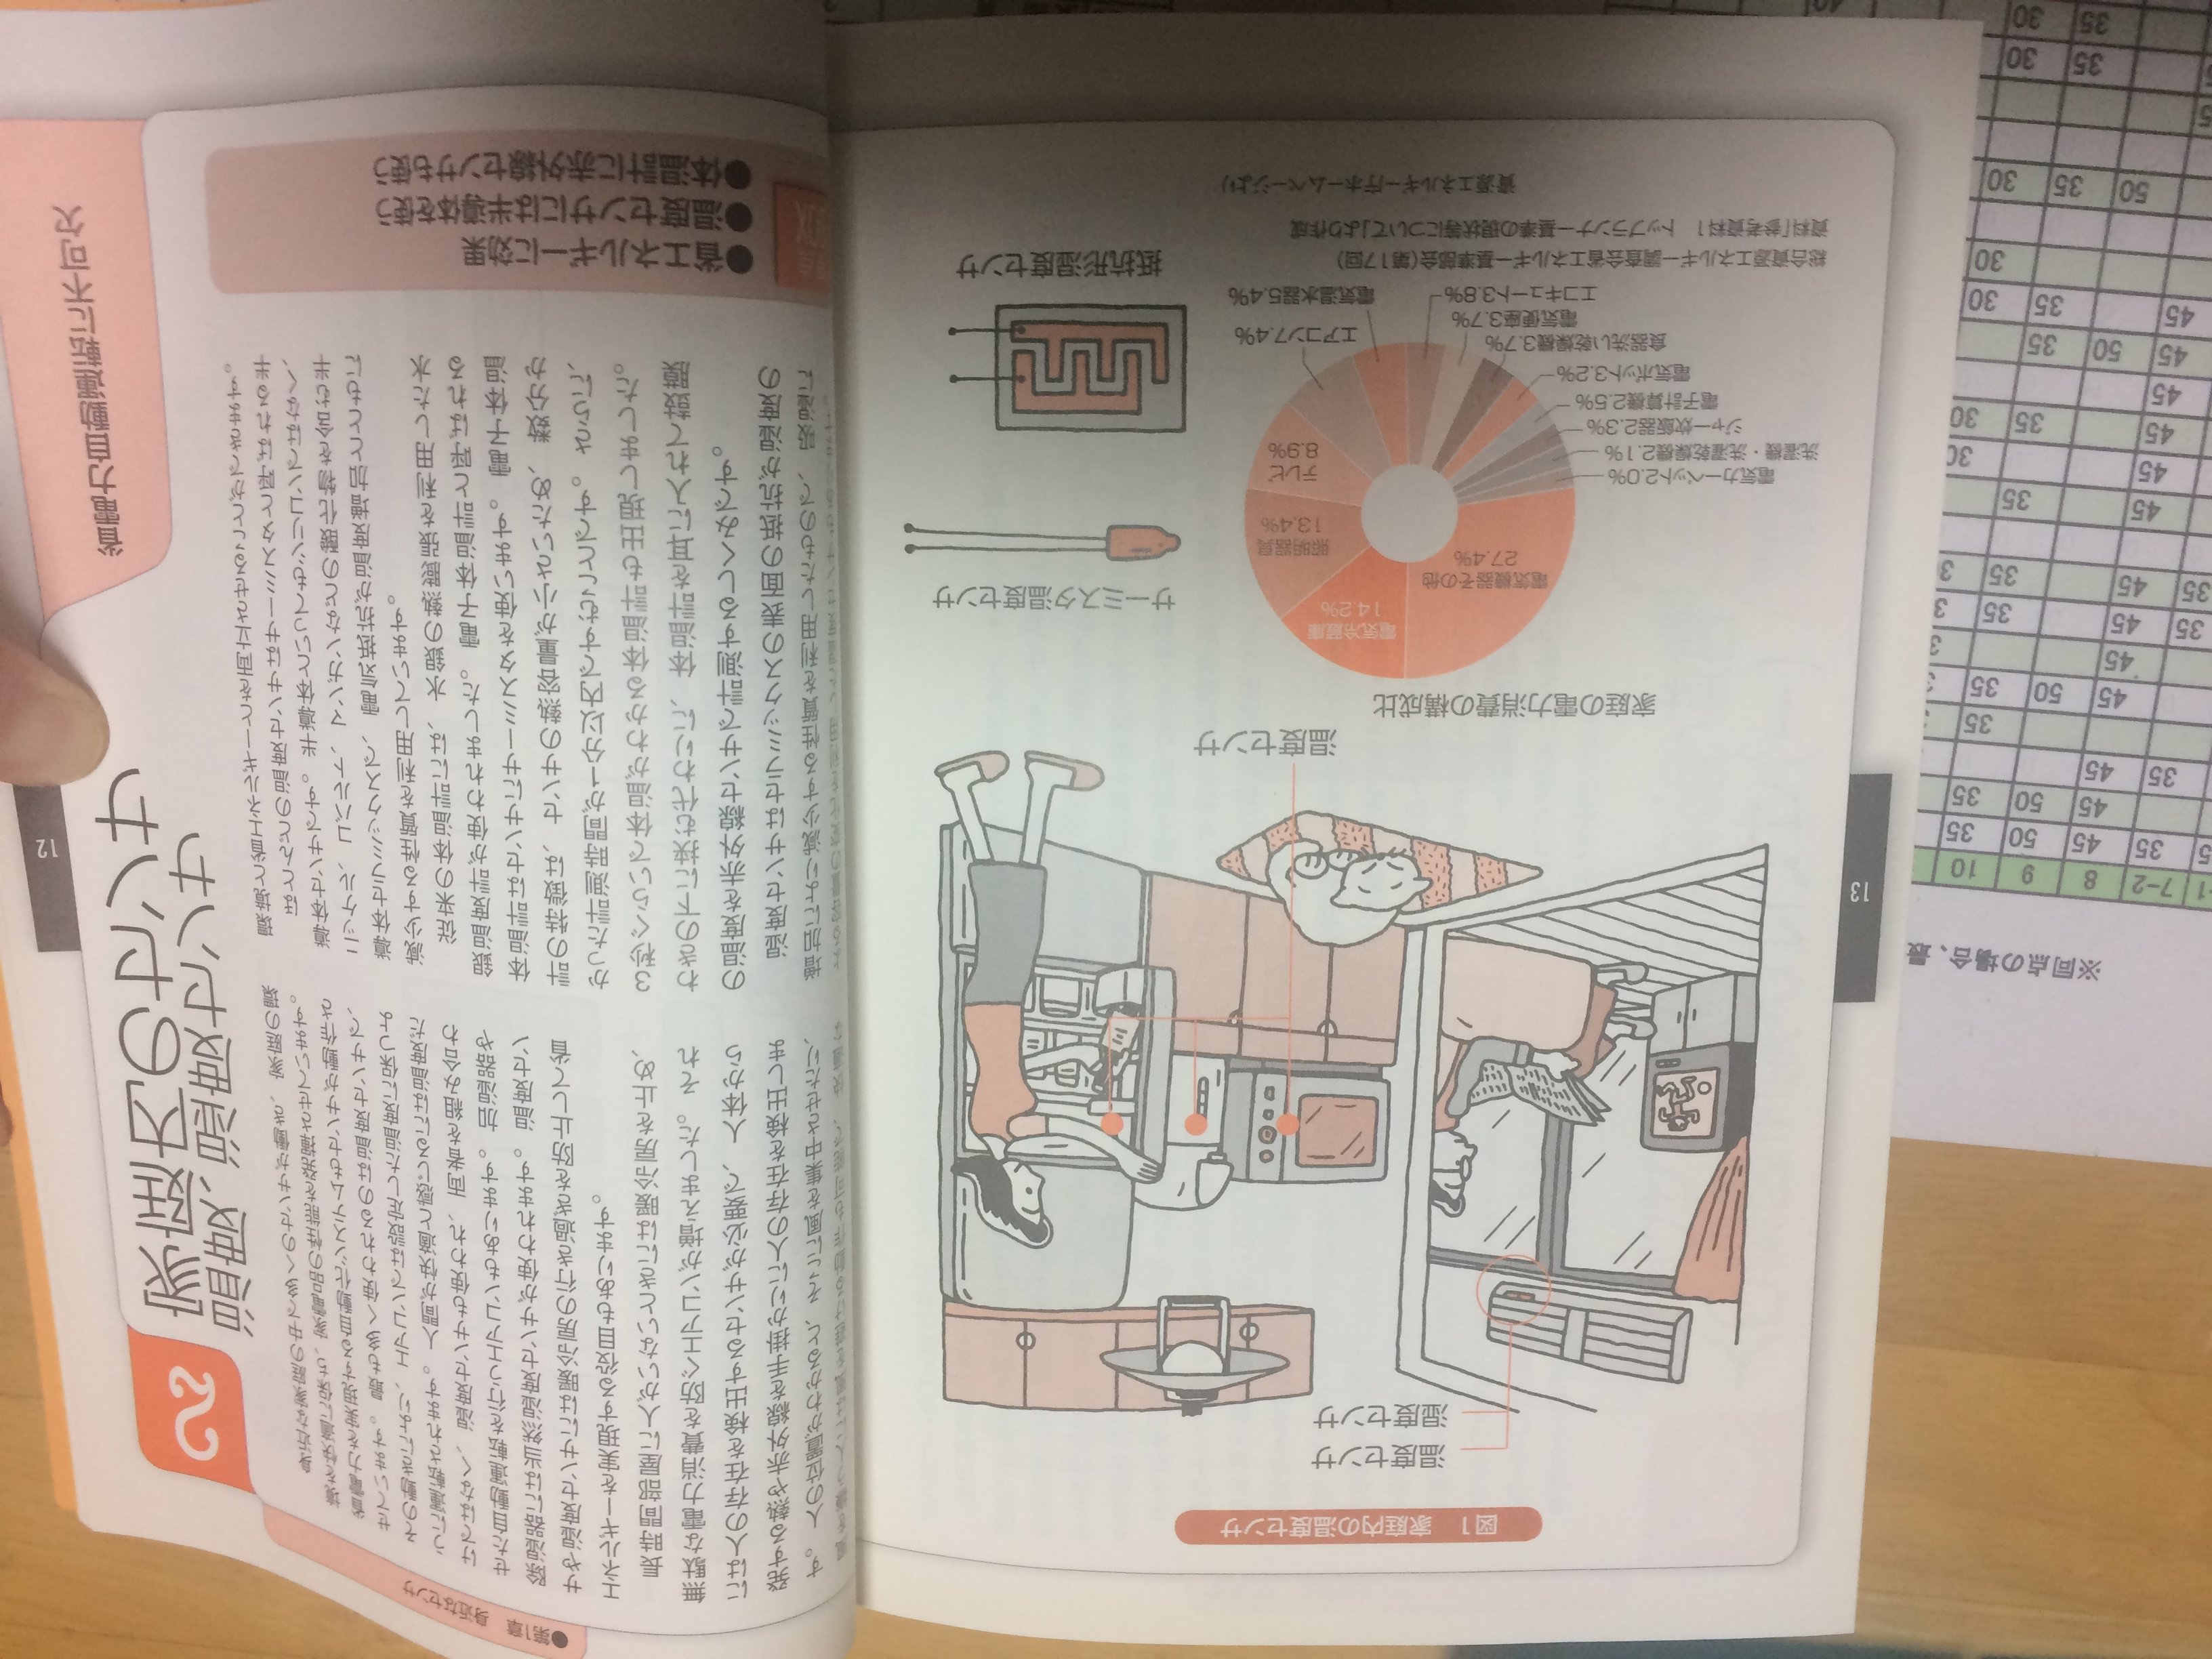 ●第1章 身近なセンサ
2
家庭内のセンサ
温度、湿度センサ
12
省電力自動運転に不可欠
身近な家庭の中で多くのセンサが働き、家庭の環
境を快適に保ち、家電品の性能を発揮させています。
省電力を実現する自動化システムもセンサが動作さ
せています。最も多く使われるのは温度センサで、
その動きにより、エアコンでは設定した温度に保つよ
うに運転されます。人間が快適と感じるには温度だ
けではなく、湿度センサも使われ、両者を組み合わ
せた自動運転を行うエアコンもあります。加湿器や
除湿器には当然湿度センサが使われます。温度セン
サや湿度センサには暖冷房の行き過ぎを防止して省
エネルギーを実現する役目もあります。
長時間部屋に人がいないときには暖冷房を止め、
無駄な電力消費を防ぐエアコンが増えました。それ
には人の存在を検出するセンサが必要で、人体から
発する熱や赤外線を手掛かりに人の存在を検出しま
す。人の位置がわかると、そこに風を集中させたり、
風を嫌う人には風を避ける動作も可能で、快適な
環境と省エネルギーとを両立させることができます。
ほとんどの温度センサはサーミスタと呼ばれる半
導体センサです。半導体といってもシリコンではなく、
ニッケル、コバルト、マンガンなどの酸化物を含む半
導体セラミックスで、電気抵抗が温度増加とともに
減少する性質を利用しています。
従来の体温計には、水銀の熱膨張を利用した水
銀温度計が使われました。電子体温計と呼ばれる
体温計はセンサにサーミスタを使います。電子体温
計の特徴は、センサの熱容量が小さいため、数分か
かった計測時間が1分以内ですむことです。さらに、
3秒ぐらいで体温がわかる体温計も出現しました。
わきの下に挟む代わりに、体温計を耳に入れて鼓膜
の温度を赤外線センサで計測するしくみです。
湿度センサはセラミックスの表面の抵抗が湿度の
増加により減少する性質を利用したもので、吸湿に
●省エネルギーに効果
●温度センサには半導体を使う
●体温計に赤外線センサも使う
図1 家庭内の温度センサ
温度センサ
湿度センサ
温度センサ
13
家庭の電力消費の構成比
電気冷蔵庫
14.2%
照明器具
13.4%
テレビ
8.9%
エアコン7.4%
電気温水器5.4%
エコキュート3.8%
電気便座3.7%
食器洗い乾燥機3.7%
電気ポット3.2%
電子計算機2.5%
ジャー炊飯器2.3%
洗濯機・洗濯乾燥機2.1%
電気カーペット2.0%
電気機器その他
27.4%
サーミスタ温度センサ
抵抗形湿度センサ
総合資源エネルギー調査会省エネルギー基準部会(第17回)
資料「参考資料1 トップランナー基準の現状等について」より作成
資源エネルギー庁ホームページより
※同点の場合、最
7-2 8 9 10
35 45 50 35
45 50 35
35 45
35
45 50 35
45
35 45 35
35 45 35
45 35
45 30
45 35 30
45
45 50 35
45 35 30
30
50 35 30
35 30
35 30